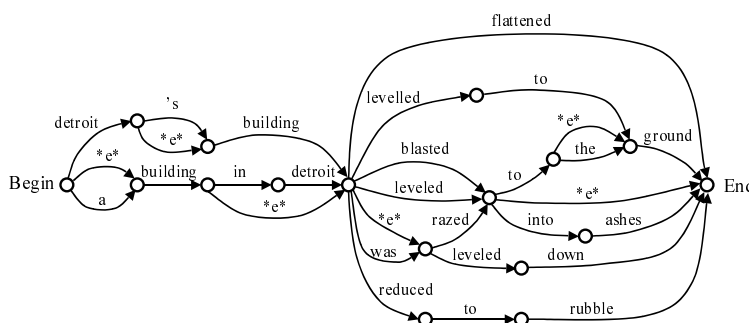 flattened
levelled
to
detroit
's
*e*
building
*e*
the
ground
Begin
*e*
a
building
in
*e*
detroit
blasted
leveled
to
*e*
into
ashes
*e*
was
razed
leveled
down
reduced
to
rubble